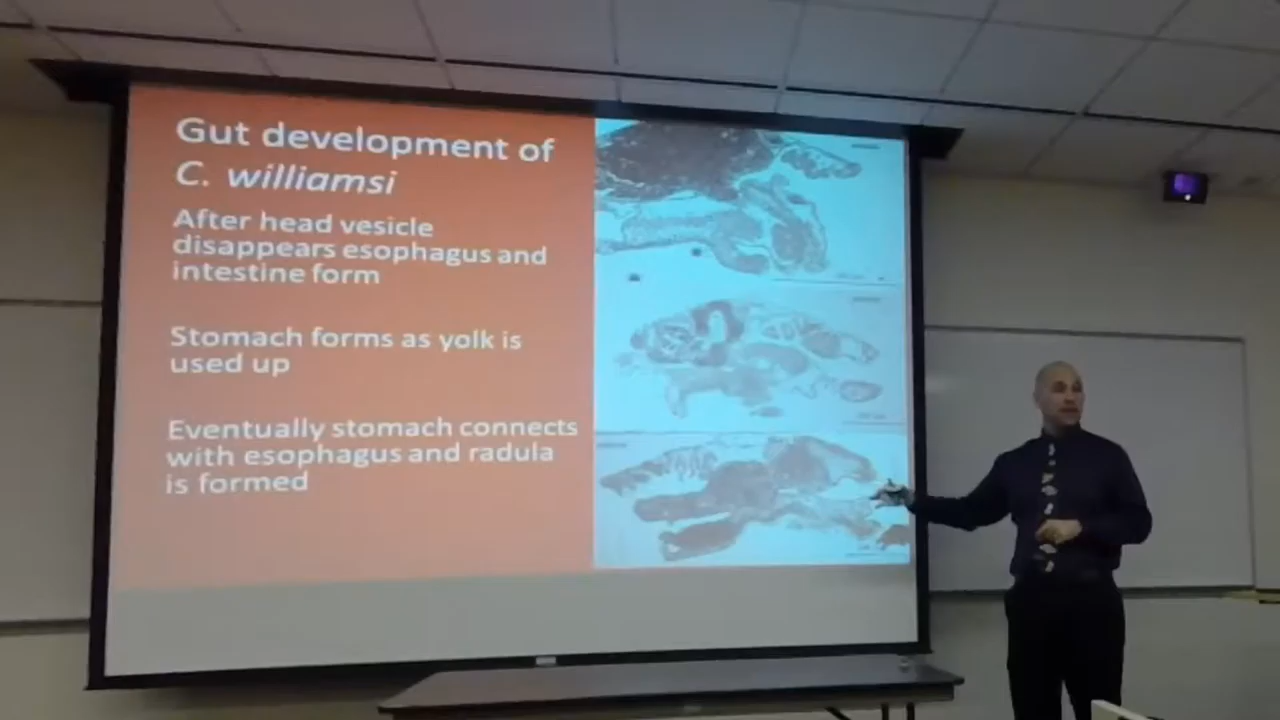 Gut development of
C. williamsi
After head vesicle
disappears esophagus and
intestine form
Stomach forms as yolk is
used up
Eventually stomach connects
with esophagus and radula
is formed